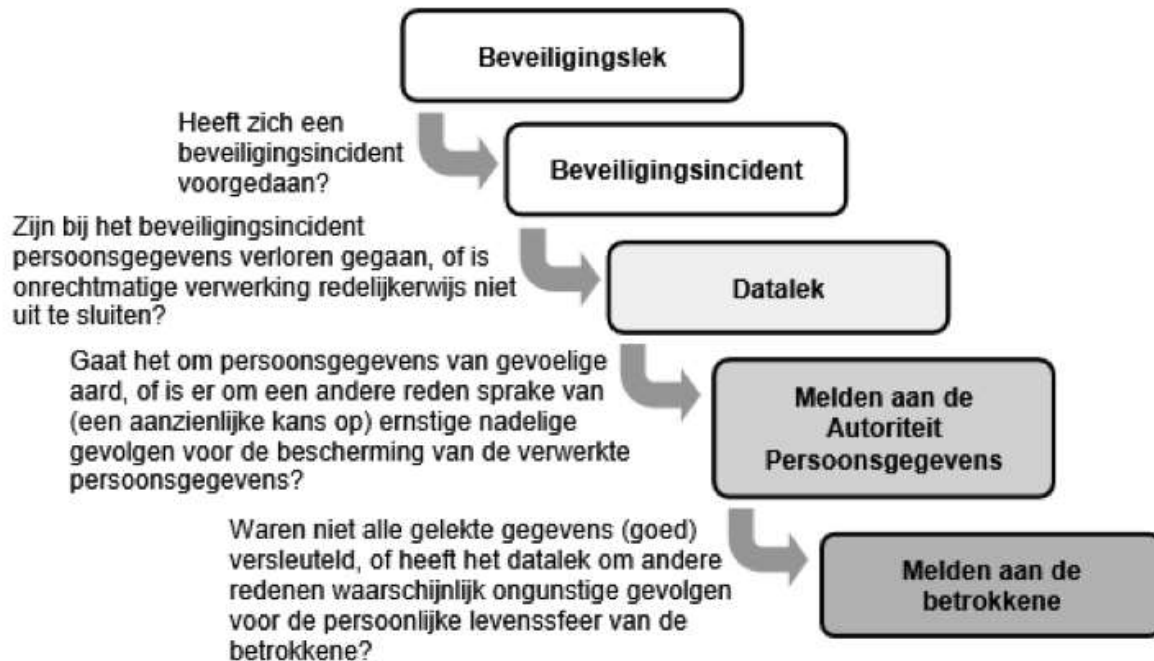 Beveiligingslek
Heeft zich een
beveiligingsincident
voorgedaan?
Beveiligingsincident
Zijn bij het beveiligingsincident
persoonsgegevens verloren gegaan, of is
onrechtmatige verwerking redelijkerwijs niet
uit te sluiten?
Datalek
Gaat het om persoonsgegevens van gevoelige
aard, of is er om een andere reden sprake van
(een aanzienlijke kans op) ernstige nadelige
gevolgen voor de bescherming van de verwerkte
persoonsgegevens?
Melden aan de
Autoriteit
Persoonsgegevens
Waren niet alle gelekte gegevens (goed)
versleuteld, of heeft het datalek om andere
redenen waarschijnlijk ongunstige gevolgen
voor de persoonlijke levenssfeer van de
betrokkene?
Melden aan de
betrokkene